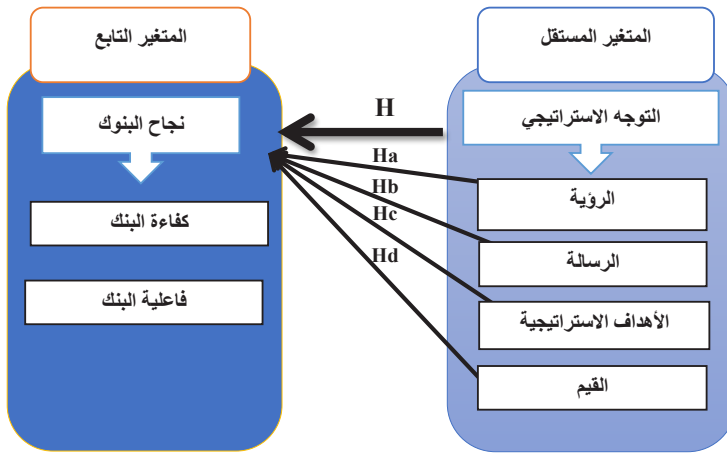 المتغير المستقل
المتغير التابع
التوجه الاستراتيجي
نجاح البنوك
H
Ha
Hb
Hc
Hd
الرؤية
الرسالة
الأهداف الاستراتيجية
القيم
كفاءة البنك
فاعلية البنك